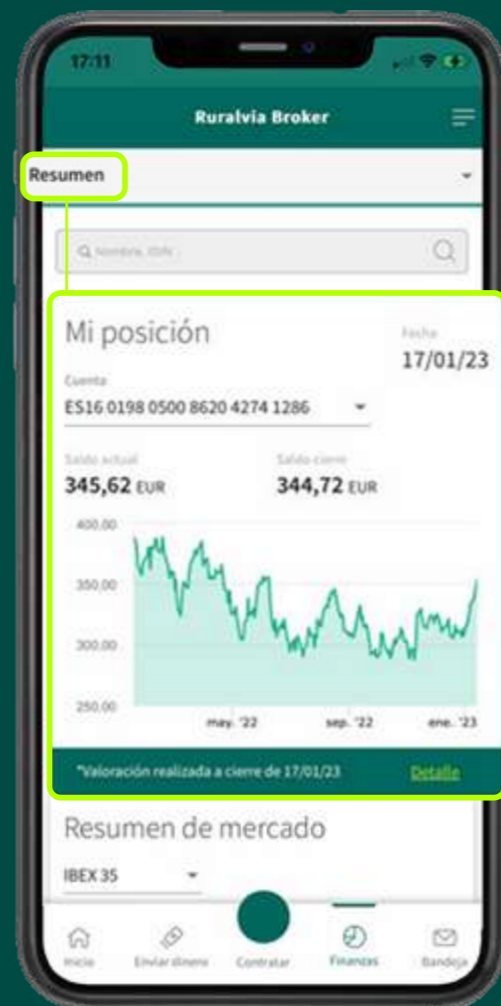 17:11
Ruralvia Broker
Resumen
Nombre, ISIN
Mi posición
Fecha
17/01/23
Cuenta
ES16 0198 0500 8620 4274 1286
Saldo actual
Saldo cierre
345,62 EUR
344,72 EUR
400,00
350,00
300,00
250,00
may. '22
sep. '22
ene. '23
*Valoración realizada a cierre de 17/01/23
Detalle
Resumen de mercado
IBEX 35
Inicio
Enviar dinero
Contratar
Finanzas
Bandeja